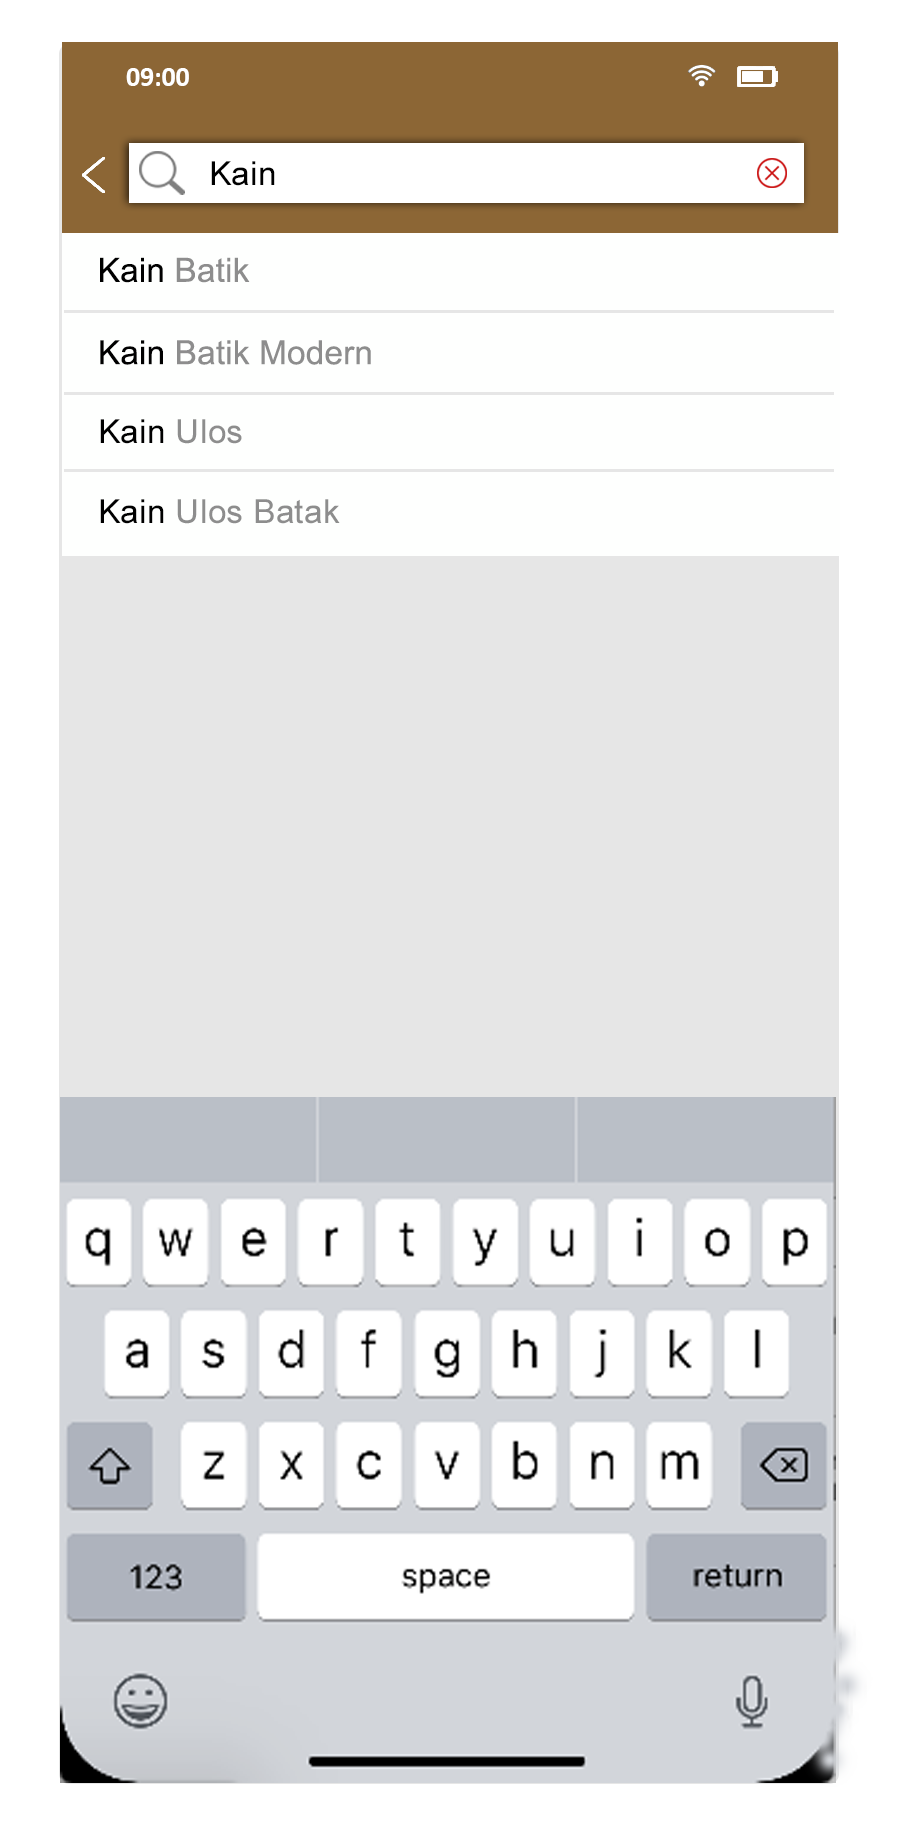 09:00
Kain
Kain Batik
Kain Batik Modern
Kain Ulos
Kain Ulos Batak
q w e r t y u i o p
a s d f g h j k l
z x c v b n m
123 space return